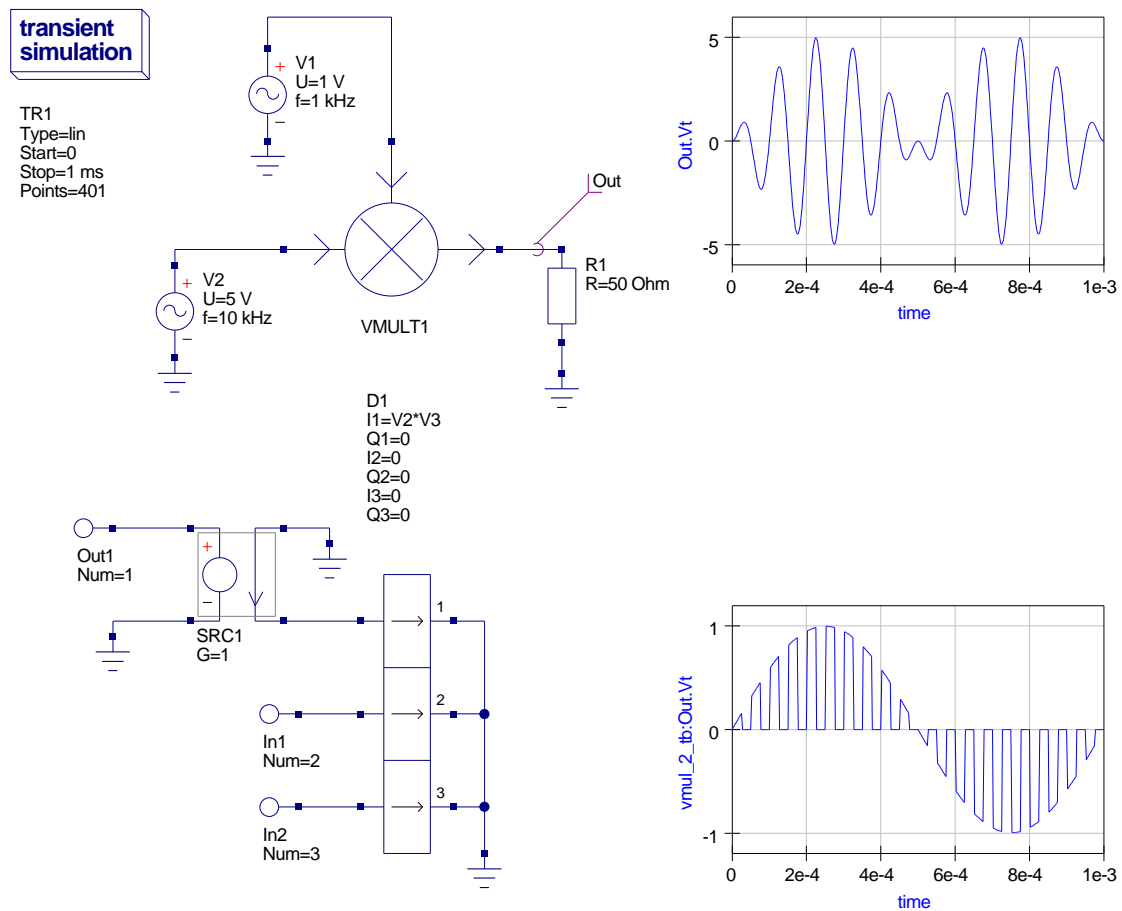 transient
simulation
TR1
Type=lin
Start=0
Stop=1 ms
Points=401
+
V1
U=1 V
f=1 kHz
−
+
V2
U=5 V
f=10 kHz
−
VMULT1
Out
R1
R=50 Ohm
5
0
-5
Out.Vt
0
2e-4
4e-4
6e-4
8e-4
1e-3
time
D1
I1=V2*V3
Q1=0
I2=0
Q2=0
I3=0
Q3=0
Out1
Num=1
+
−
SRC1
G=1
1
2
3
In1
Num=2
In2
Num=3
1
0
-1
vmul_2_tb:Out.Vt
0
2e-4
4e-4
6e-4
8e-4
1e-3
time